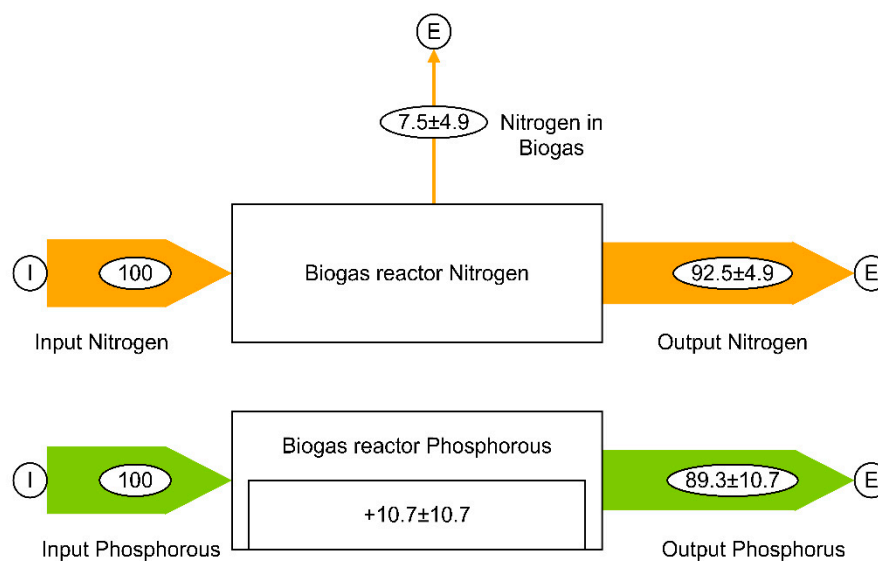 E
7.5±4.9
Nitrogen in
Biogas
I
100
Biogas reactor Nitrogen
92.5±4.9
E
Input Nitrogen
Output Nitrogen
Biogas reactor Phosphorous
I
100
89.3±10.7
E
+10.7±10.7
Input Phosphorous
Output Phosphorus